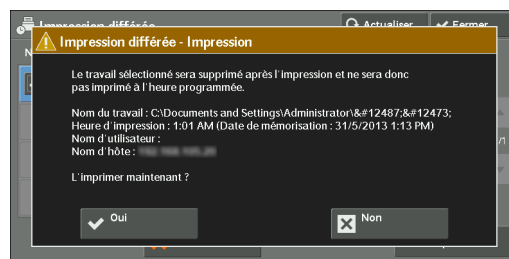 Impression différée
Actualiser
Fermer
Impression différée - Impression
Le travail sélectionné sera supprimé après l'impression et ne sera donc
pas imprimé à l'heure programmée.
Nom du travail : C:\Documents and Settings\Administrator\&#12487;&#12473;
Heure d'impression : 1:01 AM (Date de mémorisation : 31/5/2013 1:13 PM)
Nom d'utilisateur :
Nom d'hôte :
L'imprimer maintenant ?
Oui
Non